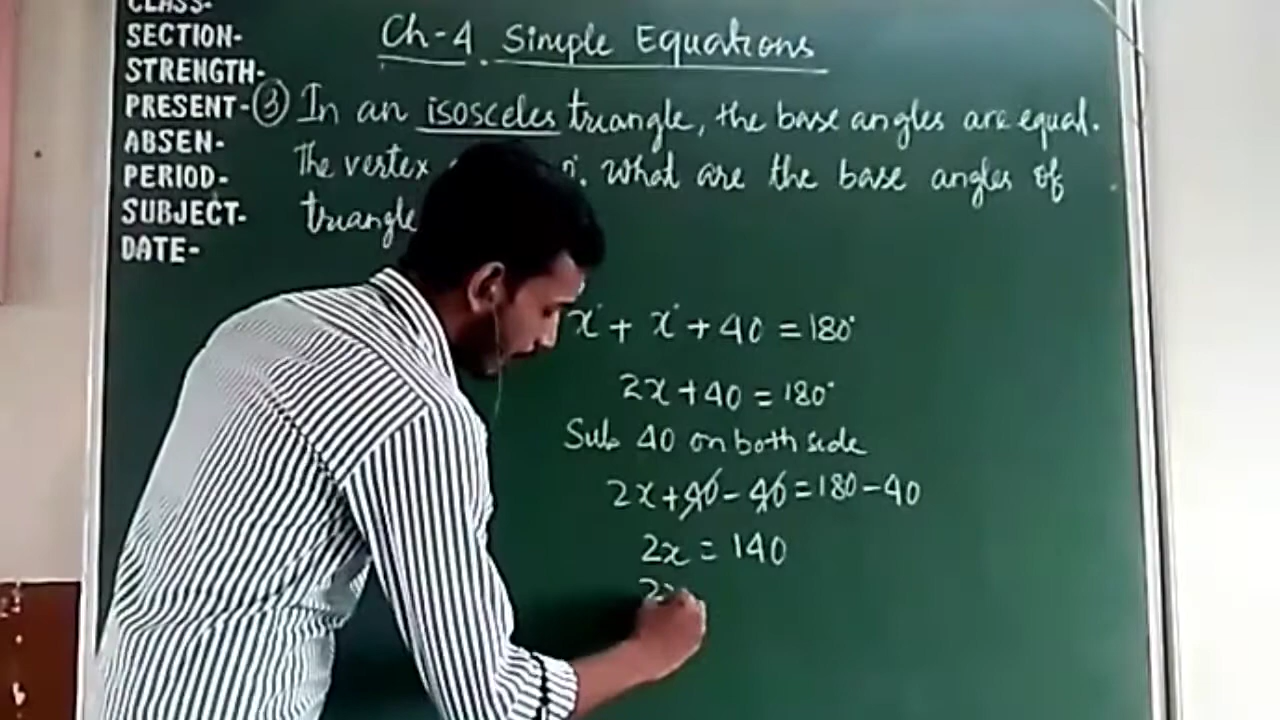 CLASS-
SECTION-
STRENGTH-
PRESENT-
ABSEN-
PERIOD-
SUBJECT-
DATE-
Ch-4. Simple Equations
③ In an isosceles triangle, the base angles are equal.
The vertex 0°. What are the base angles of
triangle
x° + x° + 40 = 180°
2x + 40 = 180°
Sub 40 on both side
2x + 40 - 40 = 180 - 40
2x = 140
2x